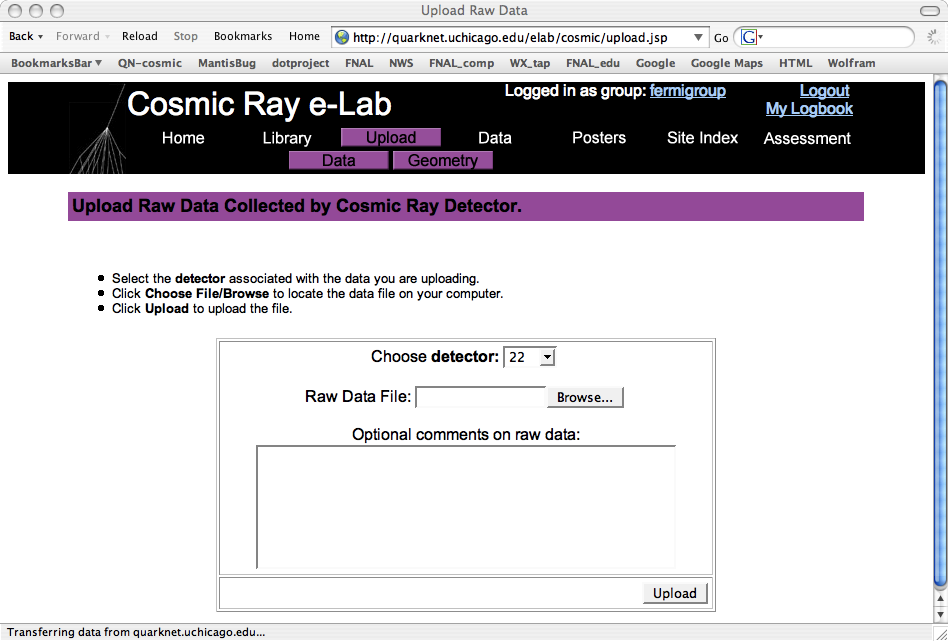 Upload Raw Data
Back Forward Reload Stop Bookmarks Home http://quarknet.uchicago.edu/elab/cosmic/upload.jsp Go G
BookmarksBar QN-cosmic MantisBug dotproject FNAL NWS FNAL_comp WX_tap FNAL_edu Google Google Maps HTML Wolfram
Logged in as group: fermigroup Logout
Cosmic Ray e-Lab My Logbook
Home Library Upload Data Posters Site Index Assessment
Data Geometry
Upload Raw Data Collected by Cosmic Ray Detector.
Select the detector associated with the data you are uploading.
Click Choose File/Browse to locate the data file on your computer.
Click Upload to upload the file.
Choose detector: 22
Raw Data File: Browse...
Optional comments on raw data:
Upload
Transferring data from quarknet.uchicago.edu...